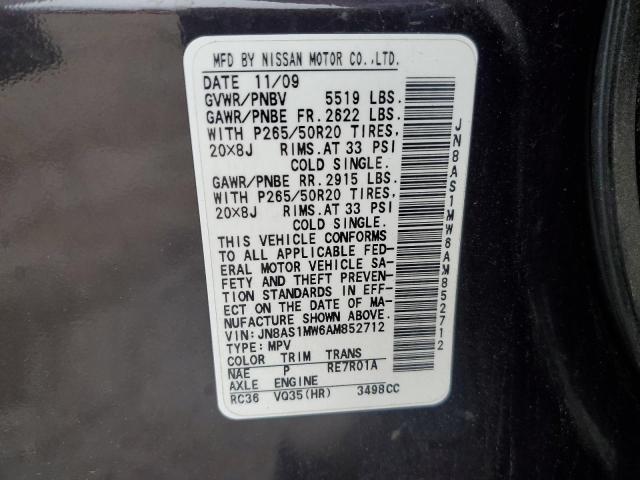 MFD BY NISSAN MOTOR CO.,LTD.
DATE 11/09
GVWR/PNBV 5519 LBS.
GAWR/PNBE FR. 2622 LBS.
WITH P265/50R20 TIRES,
20X8J RIMS.AT 33 PSI
COLD SINGLE.
GAWR/PNBE RR. 2915 LBS.
WITH P265/50R20 TIRES,
20X8J RIMS.AT 33 PSI
COLD SINGLE.
THIS VEHICLE CONFORMS
TO ALL APPLICABLE FED-
ERAL MOTOR VEHICLE SA-
FETY AND THEFT PREVEN-
TION STANDARDS IN EFF-
ECT ON THE DATE OF MA-
NUFACTURE SHOWN ABOVE.
VIN: JN8AS1MW6AM852712
TYPE: MPV
COLOR TRIM TRANS
NAE P RE7R01A
AXLE ENGINE
RC36 VQ35(HR) 3498CC
JN8AS1MW6AM852712